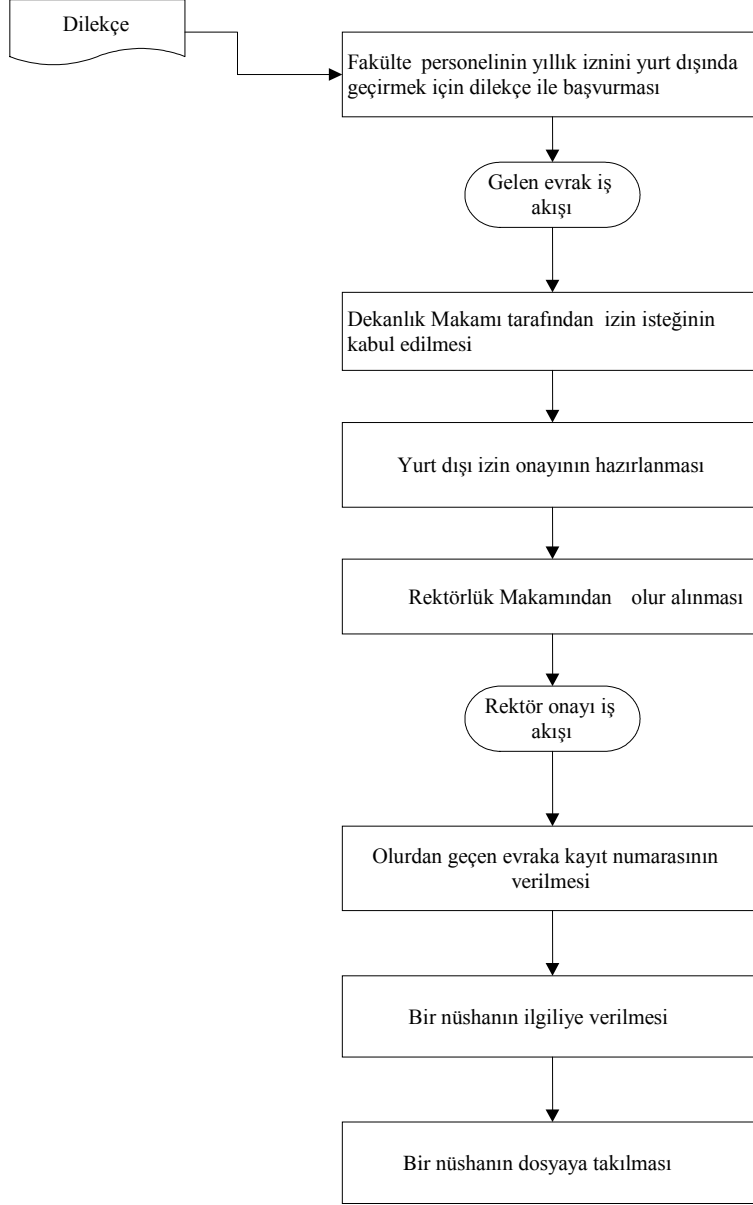 Dilekçe
Fakülte personelinin yıllık iznini yurt dışında
geçirmek için dilekçe ile başvurması
Gelen evrak iş
akışı
Dekanlık Makamı tarafından izin isteğinin
kabul edilmesi
Yurt dışı izin onayının hazırlanması
Rektörlük Makamından olur alınması
Rektör onayı iş
akışı
Olurdan geçen evraka kayıt numarasının
verilmesi
Bir nüshanın ilgiliye verilmesi
Bir nüshanın dosyaya takılması